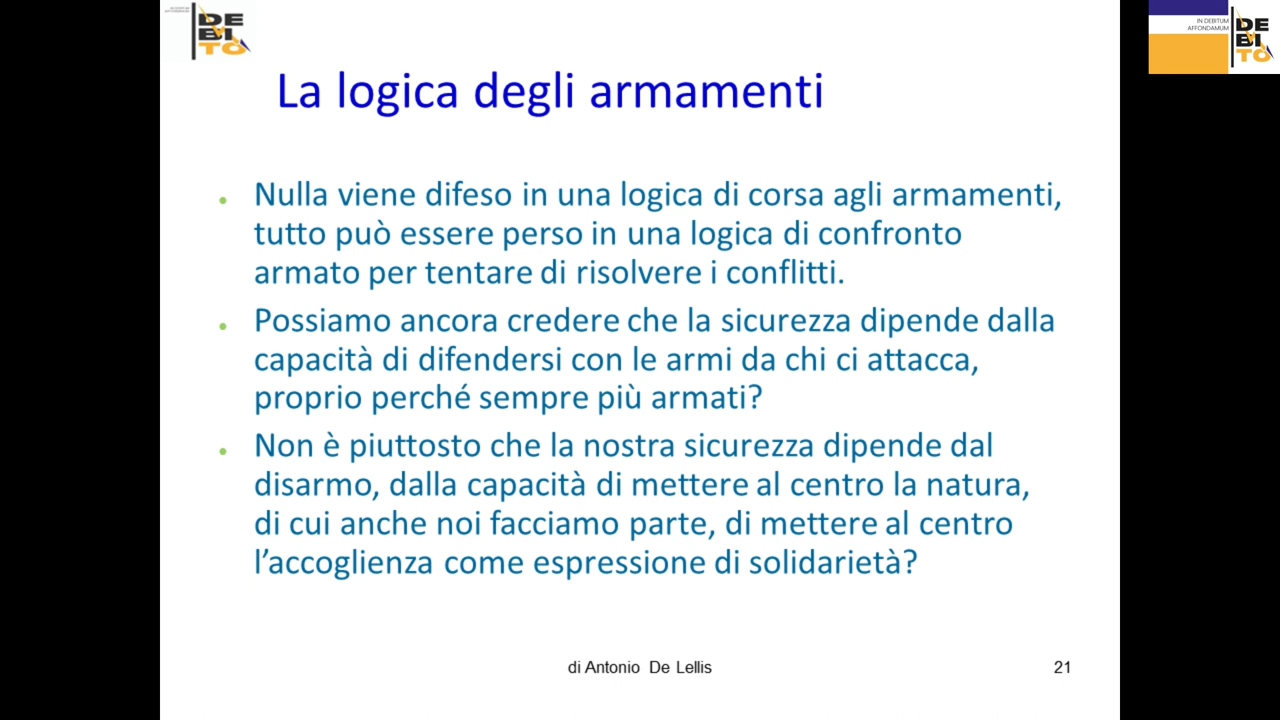 IN DEBITUM
AFFONDAMUM
DE
BI
TO
IN DEBITUM
AFFONDAMUM
DE
BI
TO
La logica degli armamenti
Nulla viene difeso in una logica di corsa agli armamenti,
tutto può essere perso in una logica di confronto
armato per tentare di risolvere i conflitti.
Possiamo ancora credere che la sicurezza dipende dalla
capacità di difendersi con le armi da chi ci attacca,
proprio perché sempre più armati?
Non è piuttosto che la nostra sicurezza dipende dal
disarmo, dalla capacità di mettere al centro la natura,
di cui anche noi facciamo parte, di mettere al centro
l'accoglienza come espressione di solidarietà?
di Antonio De Lellis
21